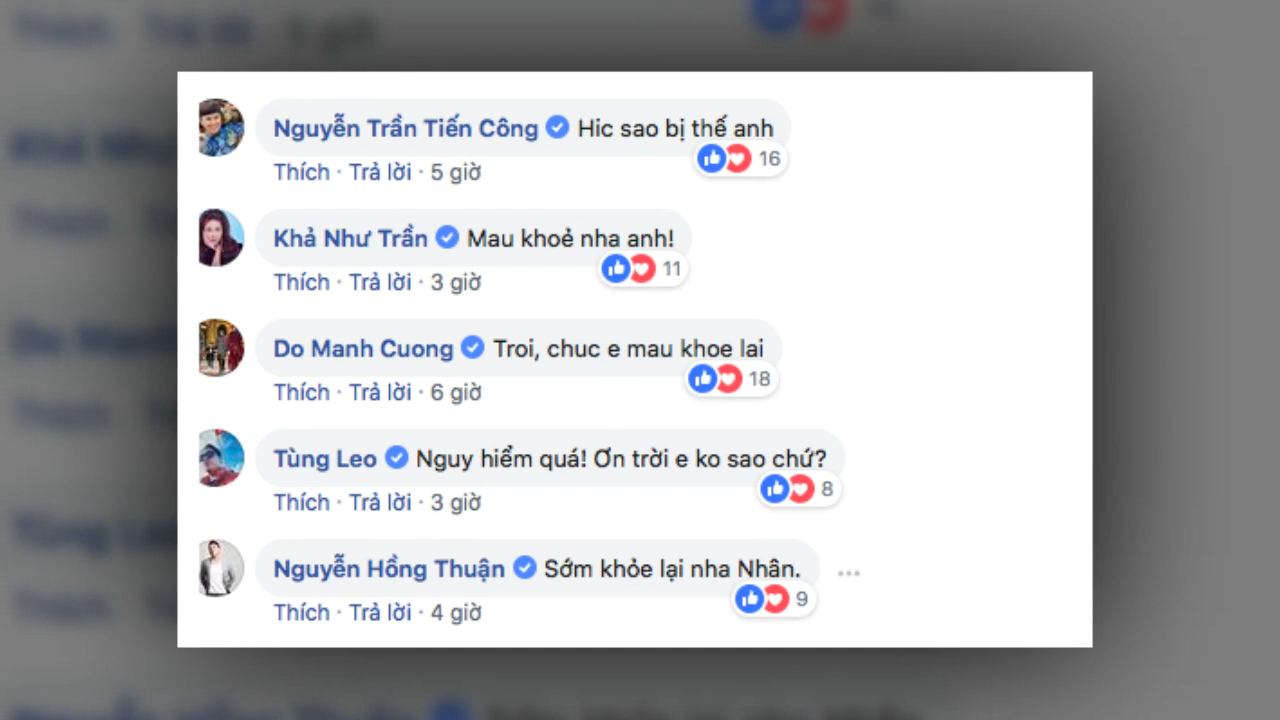 Nguyễn Trần Tiến Công Hic sao bị thế anh
16
Thích · Trả lời · 5 giờ
Khả Như Trần Mau khoẻ nha anh!
11
Thích · Trả lời · 3 giờ
Do Manh Cuong Troi, chuc e mau khoe lai
18
Thích · Trả lời · 6 giờ
Tùng Leo Nguy hiểm quá! Ơn trời e ko sao chứ?
8
Thích · Trả lời · 3 giờ
Nguyễn Hồng Thuận Sớm khỏe lại nha Nhân.
9
Thích · Trả lời · 4 giờ